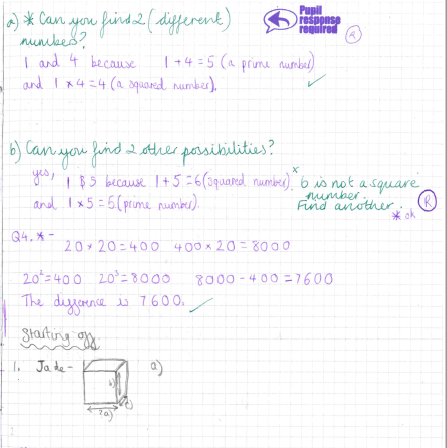 a) * Can you find 2 (different)
numbers?
Pupil
response
required
R
1 and 4 because 1 + 4 = 5 (a prime number)
and 1 × 4 = 4 (a squared number).
b) Can you find 2 other possibilities?
yes, 1 & 5 because 1 + 5 = 6 (squared number).
and 1 × 5 = 5 (prime number).
x 6 is not a square
number.
Find another.
R
* ok
Q4. * -
20 × 20 = 400 400 × 20 = 8000
20² = 400 20³ = 8000 8000 - 400 = 7600
The difference is 7600.
Starting off
1. Jade - a)